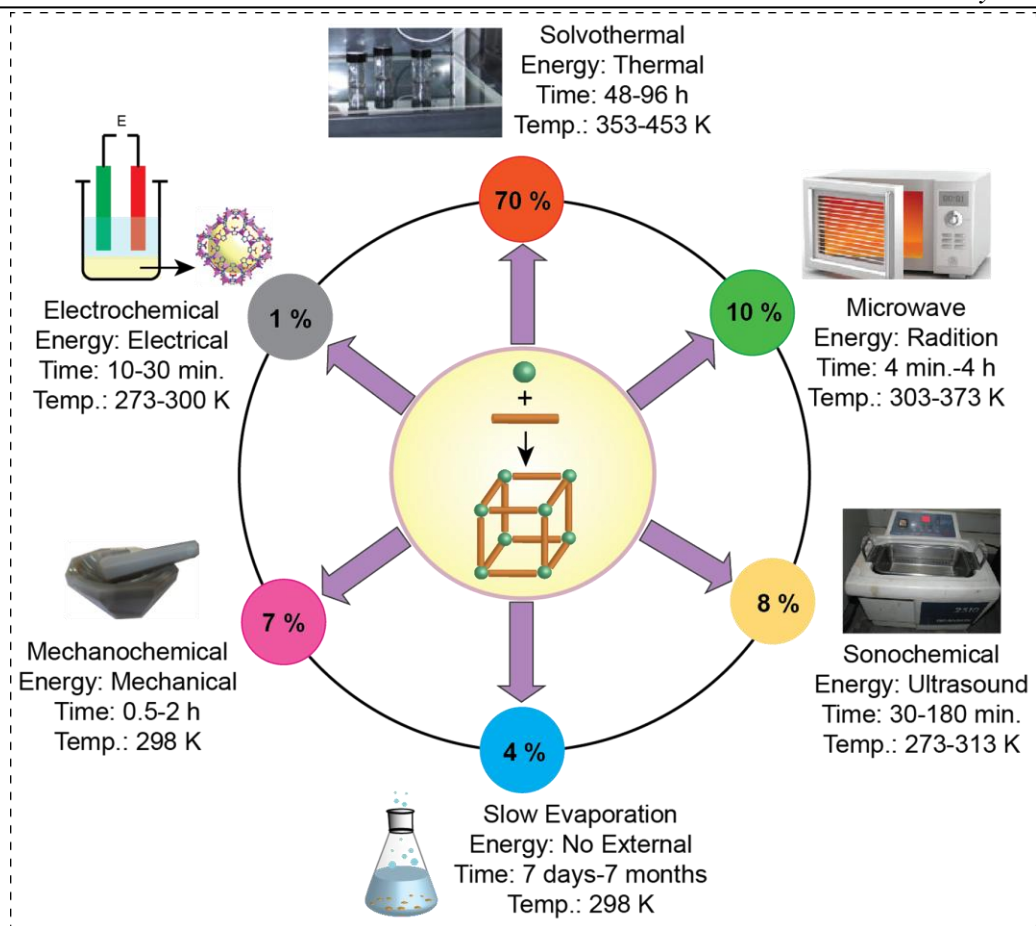 Solvothermal
Energy: Thermal
Time: 48-96 h
Temp.: 353-453 K
E
70 %
Electrochemical
Energy: Electrical
Time: 10-30 min.
Temp.: 273-300 K
1 %
10 %
Microwave
Energy: Radition
Time: 4 min.-4 h
Temp.: 303-373 K
+
Mechanochemical
Energy: Mechanical
Time: 0.5-2 h
Temp.: 298 K
7 %
8 %
Sonochemical
Energy: Ultrasound
Time: 30-180 min.
Temp.: 273-313 K
4 %
Slow Evaporation
Energy: No External
Time: 7 days-7 months
Temp.: 298 K